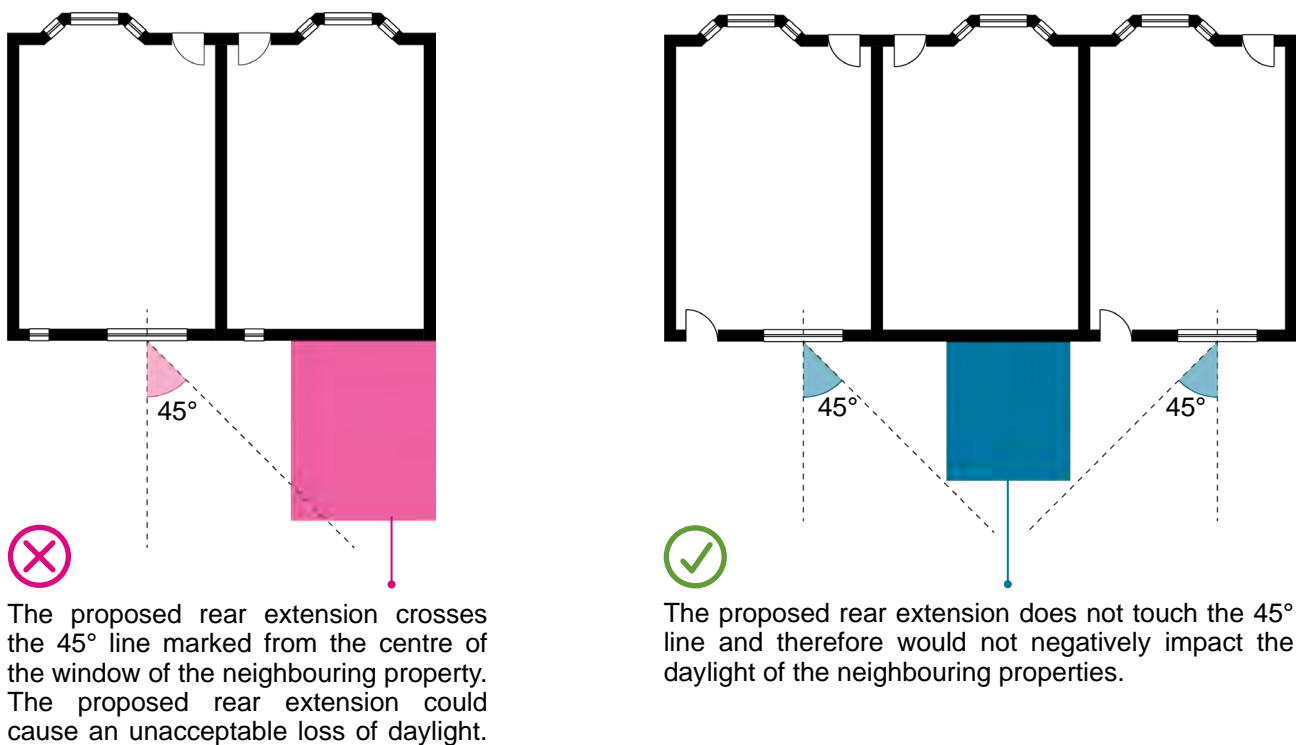 45°
The proposed rear extension crosses
the 45° line marked from the centre of
the window of the neighbouring property.
The proposed rear extension could
cause an unacceptable loss of daylight.
45°
45°
The proposed rear extension does not touch the 45°
line and therefore would not negatively impact the
daylight of the neighbouring properties.